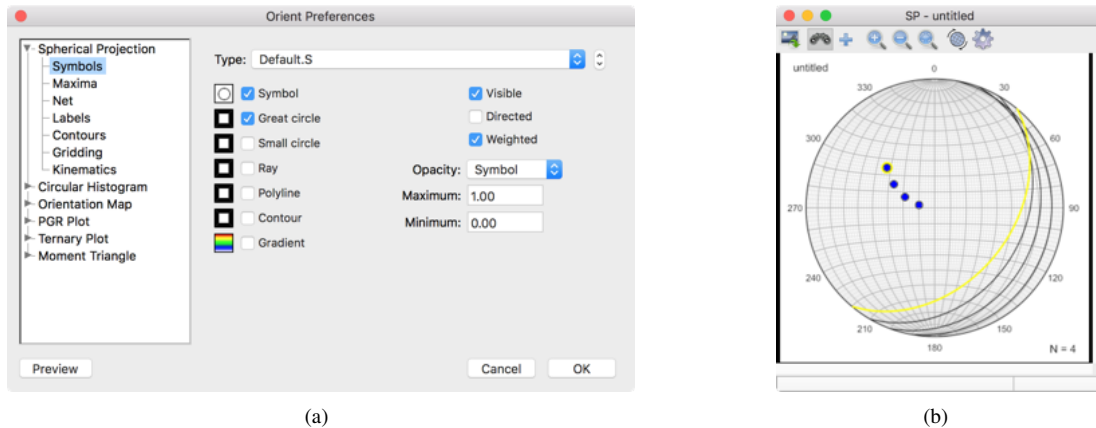 Orient Preferences
Spherical Projection
Symbols
Maxima
Net
Labels
Contours
Gridding
Kinematics
Circular Histogram
Orientation Map
PGR Plot
Ternary Plot
Moment Triangle
Type: Default.S
Symbol
Great circle
Small circle
Ray
Polyline
Contour
Gradient
Visible
Directed
Weighted
Opacity: Symbol
Maximum: 1.00
Minimum: 0.00
Preview
Cancel
OK
(a)
SP - untitled
untitled
0
330
30
300
60
270
90
240
120
210
150
180
N = 4
(b)